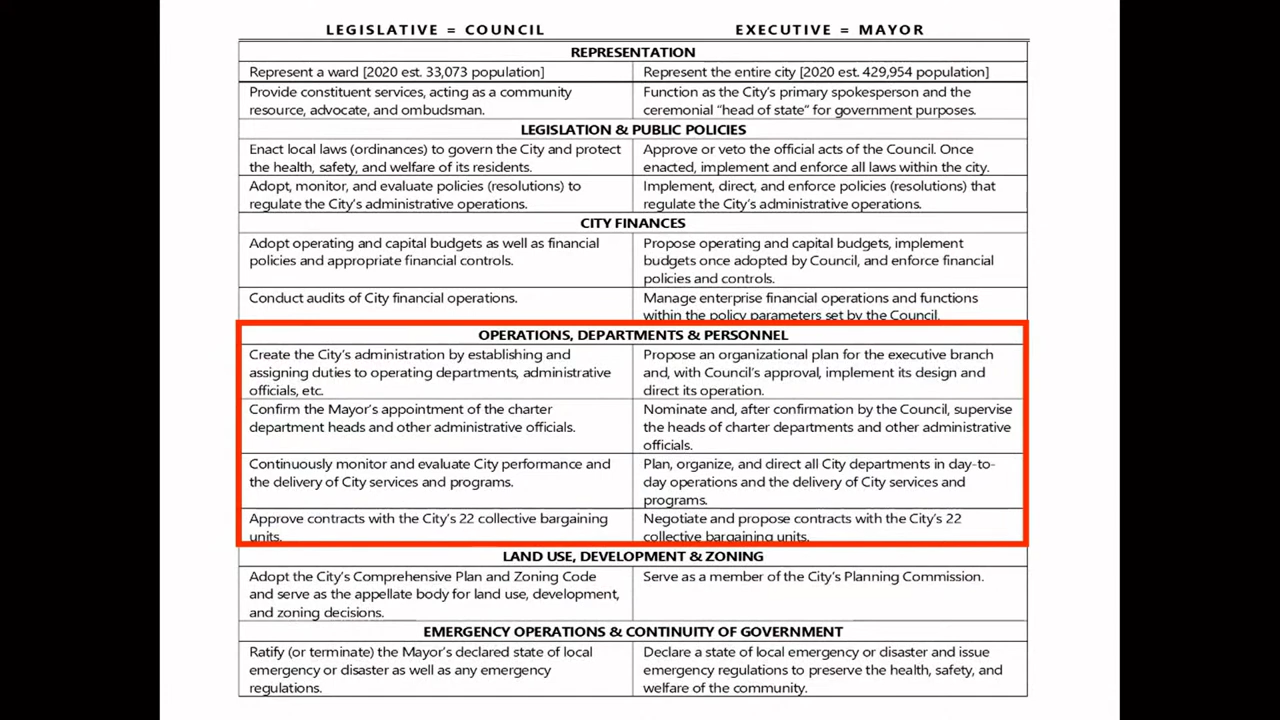 LEGISLATIVE = COUNCIL
EXECUTIVE = MAYOR
REPRESENTATION
Represent a ward [2020 est. 33,073 population]
Represent the entire city [2020 est. 429,954 population]
Provide constituent services, acting as a community
resource, advocate, and ombudsman.
Function as the City's primary spokesperson and the
ceremonial “head of state” for government purposes.
LEGISLATION & PUBLIC POLICIES
Enact local laws (ordinances) to govern the City and protect
the health, safety, and welfare of its residents.
Approve or veto the official acts of the Council. Once
enacted, implement and enforce all laws within the city.
Adopt, monitor, and evaluate policies (resolutions) to
regulate the City's administrative operations.
Implement, direct, and enforce policies (resolutions) that
regulate the City's administrative operations.
CITY FINANCES
Adopt operating and capital budgets as well as financial
policies and appropriate financial controls.
Propose operating and capital budgets, implement
budgets once adopted by Council, and enforce financial
policies and controls.
Conduct audits of City financial operations.
Manage enterprise financial operations and functions
within the policy parameters set by the Council.
OPERATIONS, DEPARTMENTS & PERSONNEL
Create the City's administration by establishing and
assigning duties to operating departments, administrative
officials, etc.
Propose an organizational plan for the executive branch
and, with Council's approval, implement its design and
direct its operation.
Confirm the Mayor's appointment of the charter
department heads and other administrative officials.
Nominate and, after confirmation by the Council, supervise
the heads of charter departments and other administrative
officials.
Continuously monitor and evaluate City performance and
the delivery of City services and programs.
Plan, organize, and direct all City departments in day-to-
day operations and the delivery of City services and
programs.
Approve contracts with the City's 22 collective bargaining
units.
Negotiate and propose contracts with the City's 22
collective bargaining units.
LAND USE, DEVELOPMENT & ZONING
Adopt the City's Comprehensive Plan and Zoning Code
and serve as the appellate body for land use, development,
and zoning decisions.
Serve as a member of the City's Planning Commission.
EMERGENCY OPERATIONS & CONTINUITY OF GOVERNMENT
Ratify (or terminate) the Mayor's declared state of local
emergency or disaster as well as any emergency
regulations.
Declare a state of local emergency or disaster and issue
emergency regulations to preserve the health, safety, and
welfare of the community.